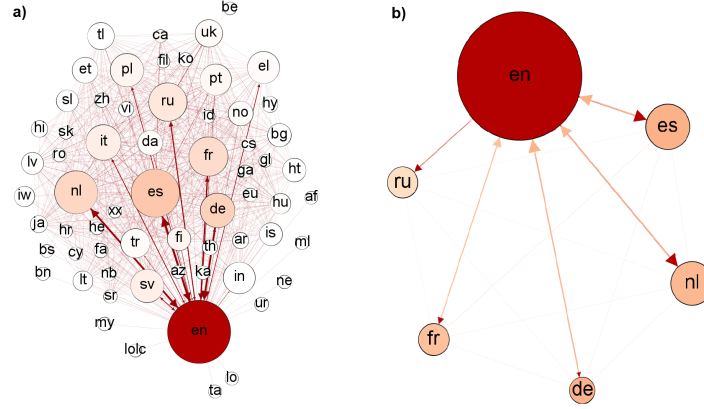 a)
be
tl
ca
uk
et
pl
fil
ko
pt
el
sl
zh
vi
ru
id
no
hy
hi
sk
it
da
cs
bg
lv
ro
fr
gl
ga
ht
iw
nl
xx
es
de
eu
hu
af
ja
hr
he
tr
fi
th
ar
is
ml
bs
cy
fa
bn
lt
nb
sr
sv
az
ka
in
ne
ur
my
en
lolc
lo
ta
b)
en
es
ru
nl
fr
de